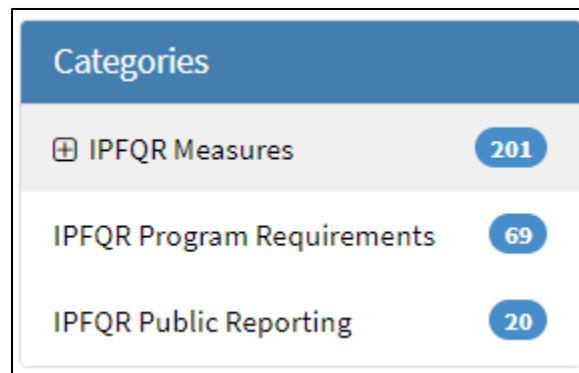 Categories
IPFQR Measures 201
IPFQR Program Requirements 69
IPFQR Public Reporting 20